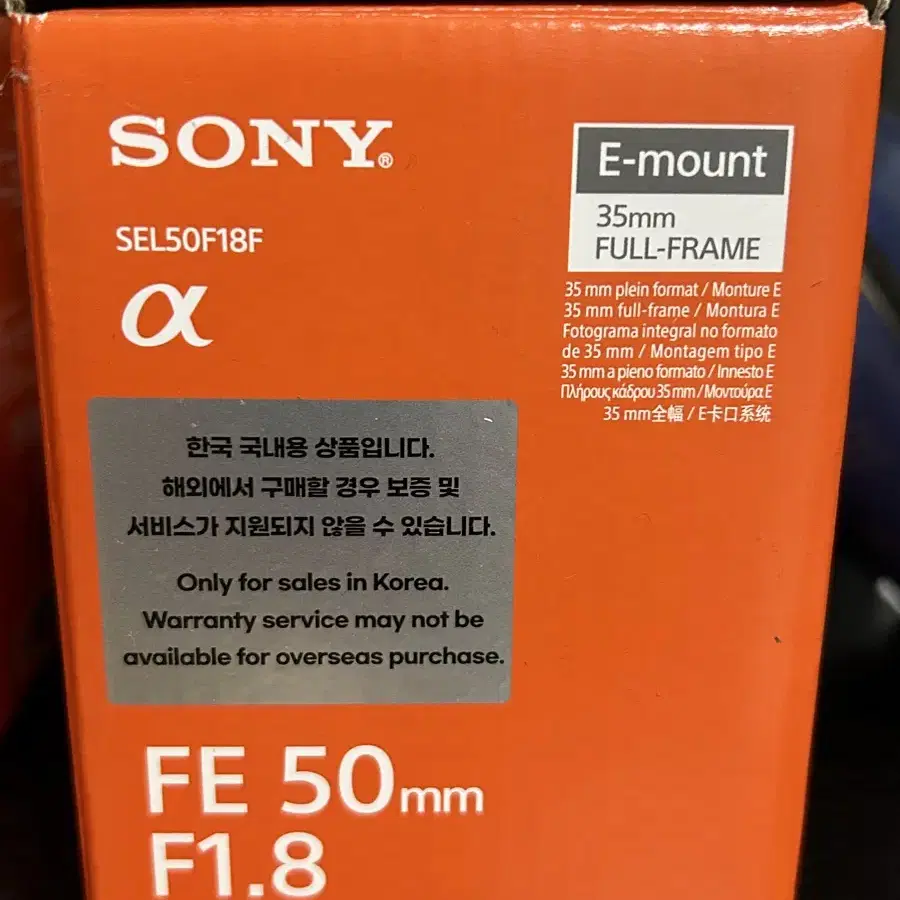 SONY®
SEL50F18F
α
E-mount
35mm
FULL-FRAME
35 mm plein format / Monture E
35 mm full-frame / Montura E
Fotograma integral no formato
de 35 mm / Montagem tipo E
35 mm a pieno formato / Innesto E
Πλήρους κάδρου 35 mm / Μοντούρα E
35 mm全幅 / E卡口系统
한국 국내용 상품입니다.
해외에서 구매할 경우 보증 및
서비스가 지원되지 않을 수 있습니다.
Only for sales in Korea.
Warranty service may not be
available for overseas purchase.
FE 50mm
F1.8